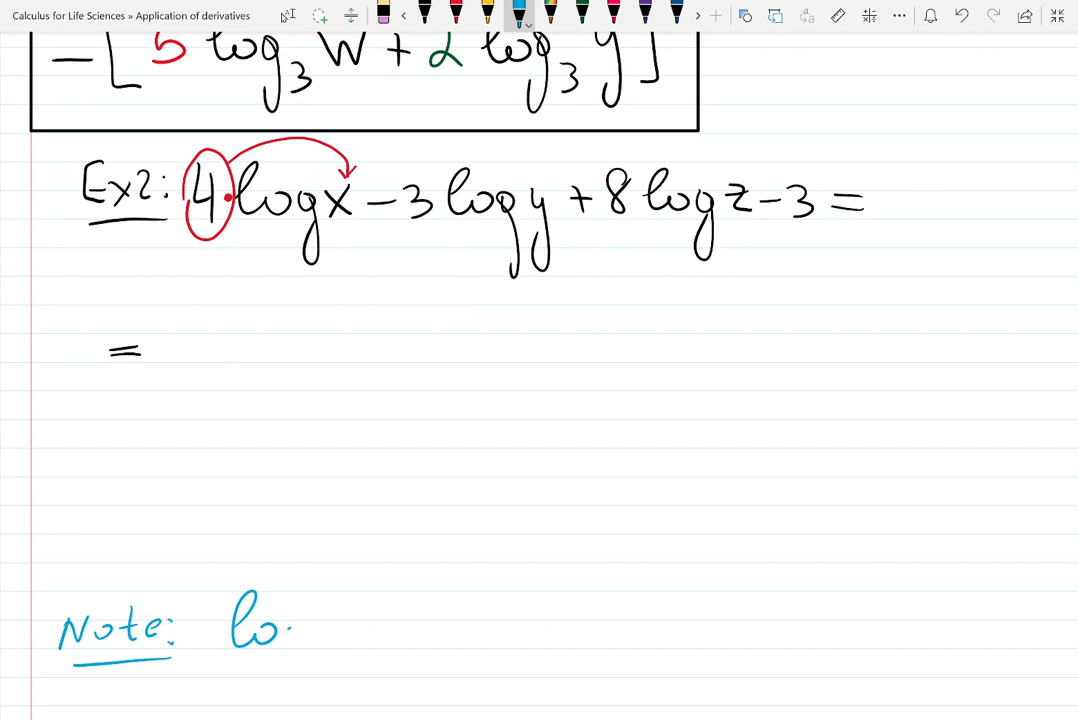 Calculus for Life Sciences » Application of derivatives
- [ 5 log₃ W + 2 log₃ y ]
Ex2: 4·log x - 3 log y + 8 log z - 3 =
=
Note: lo